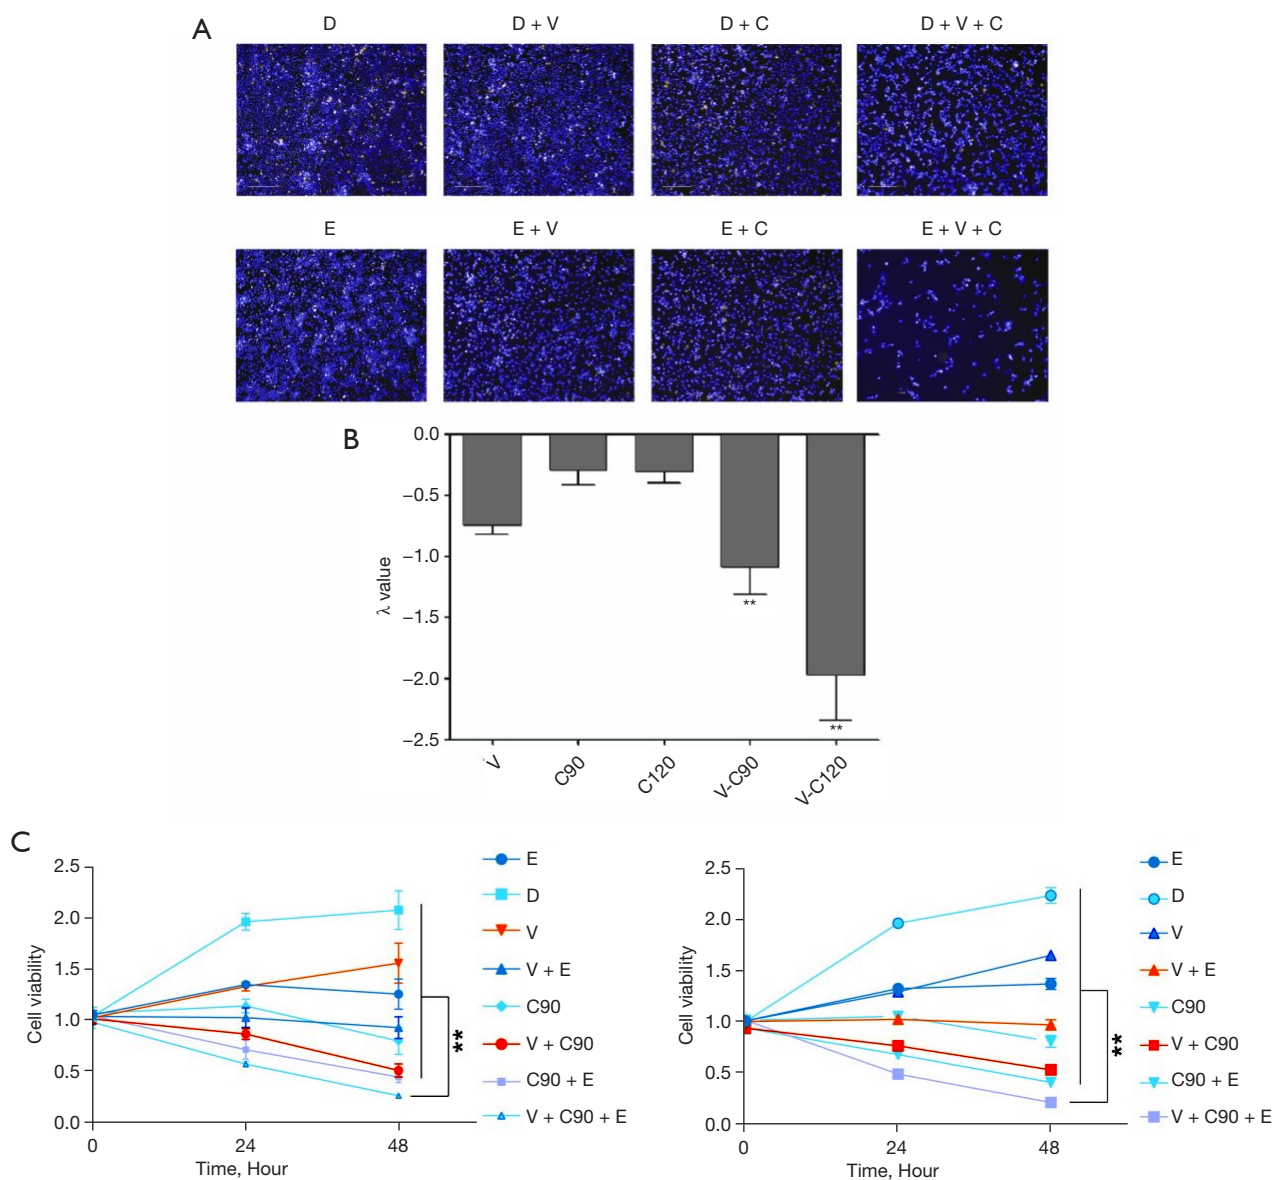 A
D
D + V
D + C
D + V + C
E
E + V
E + C
E + V + C
B
0.0
−0.5
−1.0
−1.5
−2.0
−2.5
λ value
**
**
V
C90
C120
V-C90
V-C120
C
2.5
2.0
1.5
1.0
0.5
0.0
Cell viability
0
24
48
Time, Hour
**
E
D
V
V + E
C90
V + C90
C90 + E
V + C90 + E
2.5
2.0
1.5
1.0
0.5
0.0
Cell viability
0
24
48
Time, Hour
**
E
D
V
V + E
C90
V + C90
C90 + E
V + C90 + E